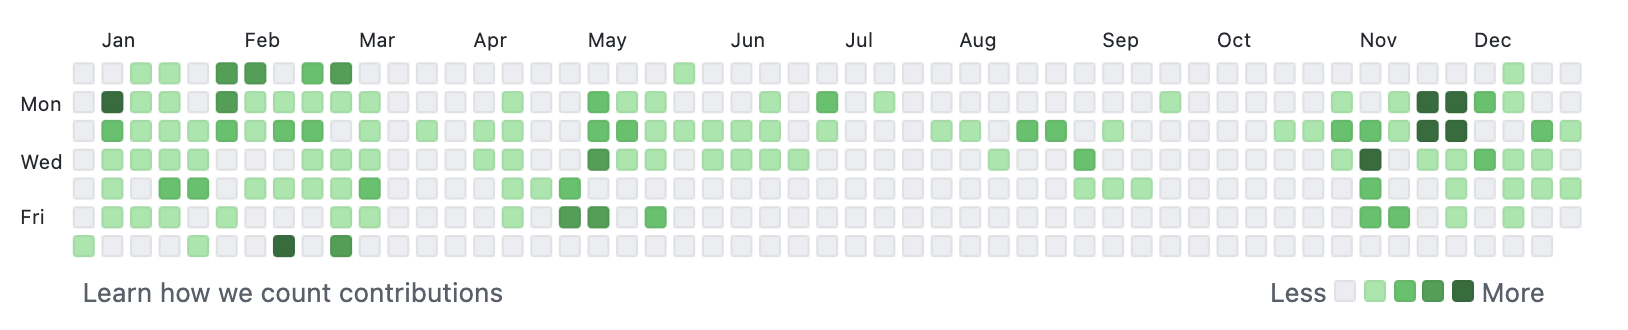 Jan Feb Mar Apr May Jun Jul Aug Sep Oct Nov Dec
Mon
Wed
Fri
Learn how we count contributions
Less More